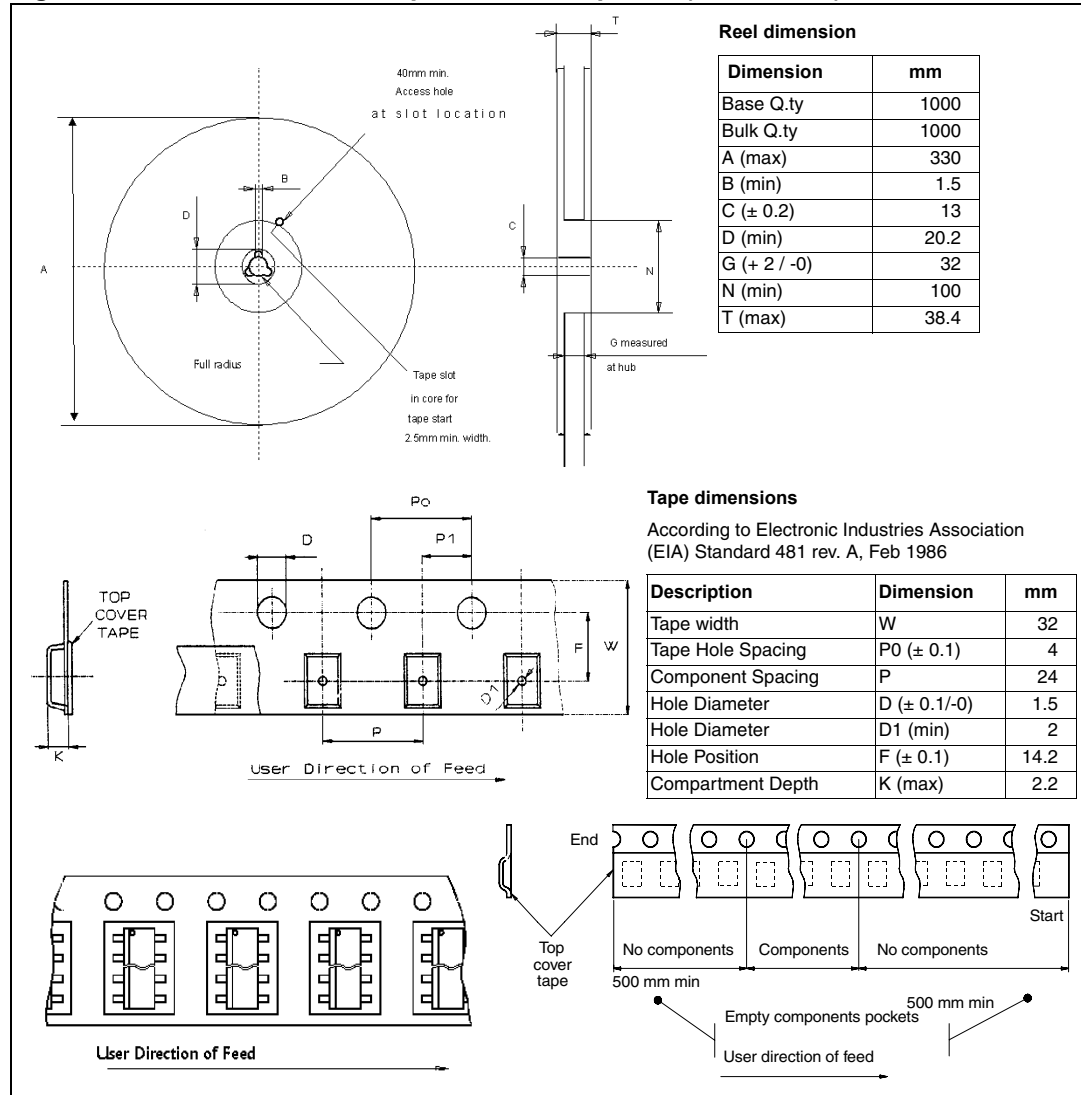 T
Reel dimension
Dimension mm
Base Q.ty 1000
Bulk Q.ty 1000
A (max) 330
B (min) 1.5
C (± 0.2) 13
D (min) 20.2
G (+ 2 / -0) 32
N (min) 100
T (max) 38.4
40mm min.
Access hole
at slot location
B
D
A
C
N
Full radius
G measured
at hub
Tape slot
in core for
tape start
2.5mm min. width.
Tape dimensions
According to Electronic Industries Association
(EIA) Standard 481 rev. A, Feb 1986
Description Dimension mm
Tape width W 32
Tape Hole Spacing P0 (± 0.1) 4
Component Spacing P 24
Hole Diameter D (± 0.1/-0) 1.5
Hole Diameter D1 (min) 2
Hole Position F (± 0.1) 14.2
Compartment Depth K (max) 2.2
Po
D
P1
TOP
COVER
TAPE
F
W
D1
P
K
User Direction of Feed
End
Start
Top
cover
tape
No components Components No components
500 mm min
500 mm min
Empty components pockets
User direction of feed
User Direction of Feed